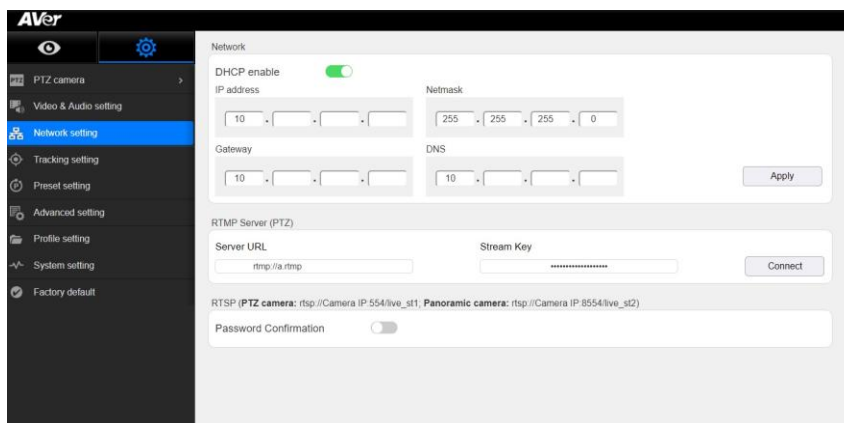 AVer
PTZ PTZ camera >
Video & Audio setting
Network setting
Tracking setting
Preset setting
Advanced setting
Profile setting
System setting
Factory default
Network
DHCP enable
IP address
10 . . .
Netmask
255 . 255 . 255 . 0
Gateway
10 . . .
DNS
10 . . .
Apply
RTMP Server (PTZ)
Server URL
rtmp://a.rtmp
Stream Key
••••••••••••••••••
Connect
RTSP (PTZ camera: rtsp://Camera IP:554/live_st1; Panoramic camera: rtsp://Camera IP:8554/live_st2)
Password Confirmation